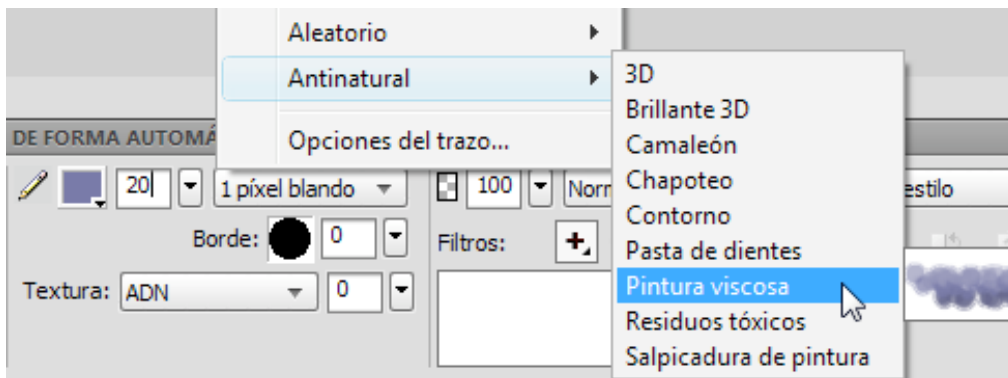 Aleatorio
Antinatural
Opciones del trazo...
3D
Brillante 3D
Camaleón
Chapoteo
Contorno
Pasta de dientes
Pintura viscosa
Residuos tóxicos
Salpicadura de pintura
DE FORMA AUTOMÁ
20 1 píxel blando 100 Norm estilo
Borde: 0 Filtros:
Textura: ADN 0